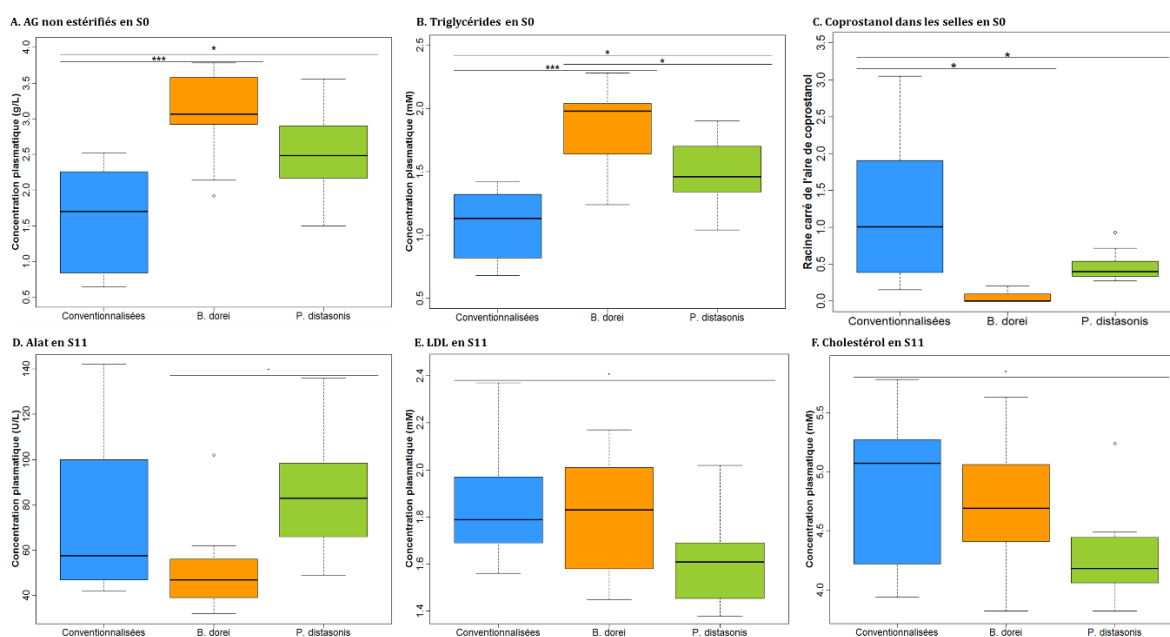 A. AG non estérifiés en S0
Concentration plasmatique (g/L)
4.0
3.5
3.0
2.5
2.0
1.5
1.0
0.5
*
***
Conventionnalisées
B. dorei
P. distasonis
B. Triglycérides en S0
Concentration plasmatique (mM)
2.5
2.0
1.5
1.0
0.5
*
***
*
Conventionnalisées
B. dorei
P. distasonis
C. Coprostanol dans les selles en S0
Racine carré de l'aire de coprostanol
3.5
3.0
2.5
2.0
1.5
1.0
0.5
0.0
*
*
Conventionnalisées
B. dorei
P. distasonis
D. Alat en S11
Concentration plasmatique (U/L)
140
120
100
80
60
40
.
Conventionnalisées
B. dorei
P. distasonis
E. LDL en S11
Concentration plasmatique (mM)
2.4
2.2
2.0
1.8
1.6
1.4
.
Conventionnalisées
B. dorei
P. distasonis
F. Cholestérol en S11
Concentration plasmatique (mM)
5.5
5.0
4.5
4.0
.
Conventionnalisées
B. dorei
P. distasonis